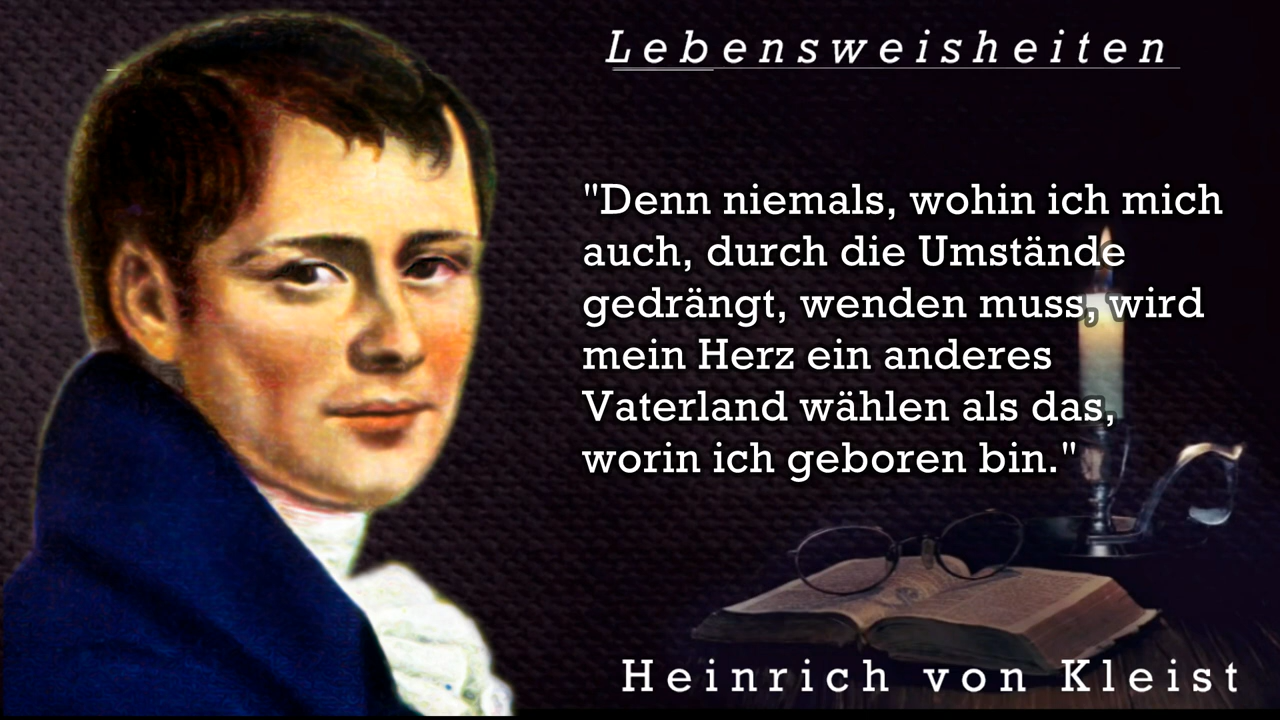 Lebensweisheiten
"Denn niemals, wohin ich mich
auch, durch die Umstände
gedrängt, wenden muss, wird
mein Herz ein anderes
Vaterland wählen als das,
worin ich geboren bin."
Heinrich von Kleist